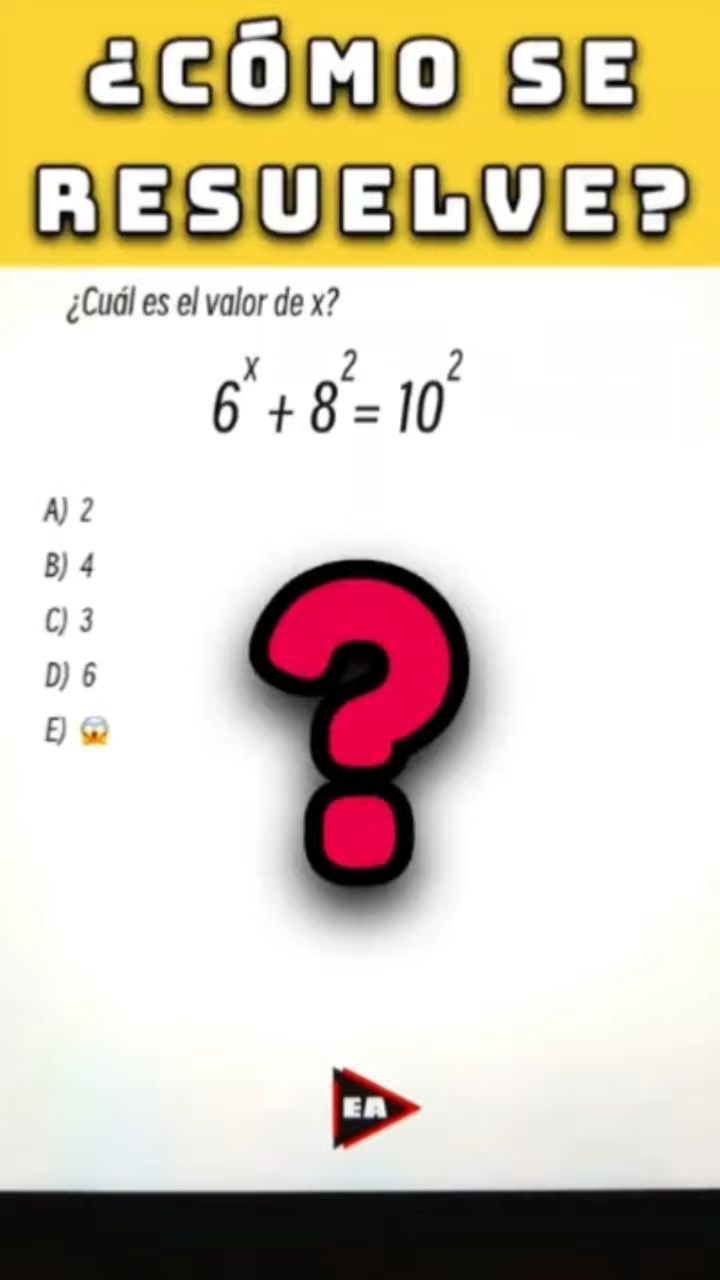 ¿CÓMO SE
RESUELVE?
¿Cuál es el valor de x?
6^x + 8^2 = 10^2
A) 2
B) 4
C) 3
D) 6
E) 😱
?
EA